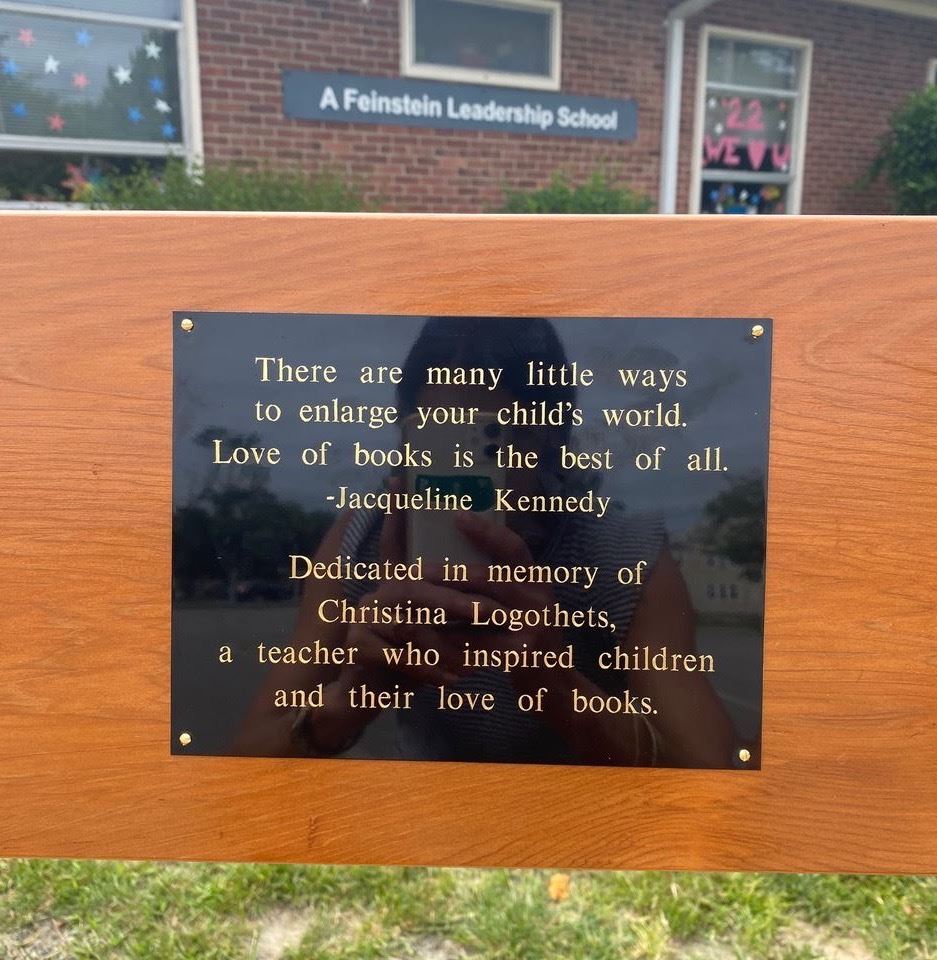 A Feinstein Leadership School
'22
WE ♥ U
There are many little ways
to enlarge your child's world.
Love of books is the best of all.
-Jacqueline Kennedy
Dedicated in memory of
Christina Logothets,
a teacher who inspired children
and their love of books.